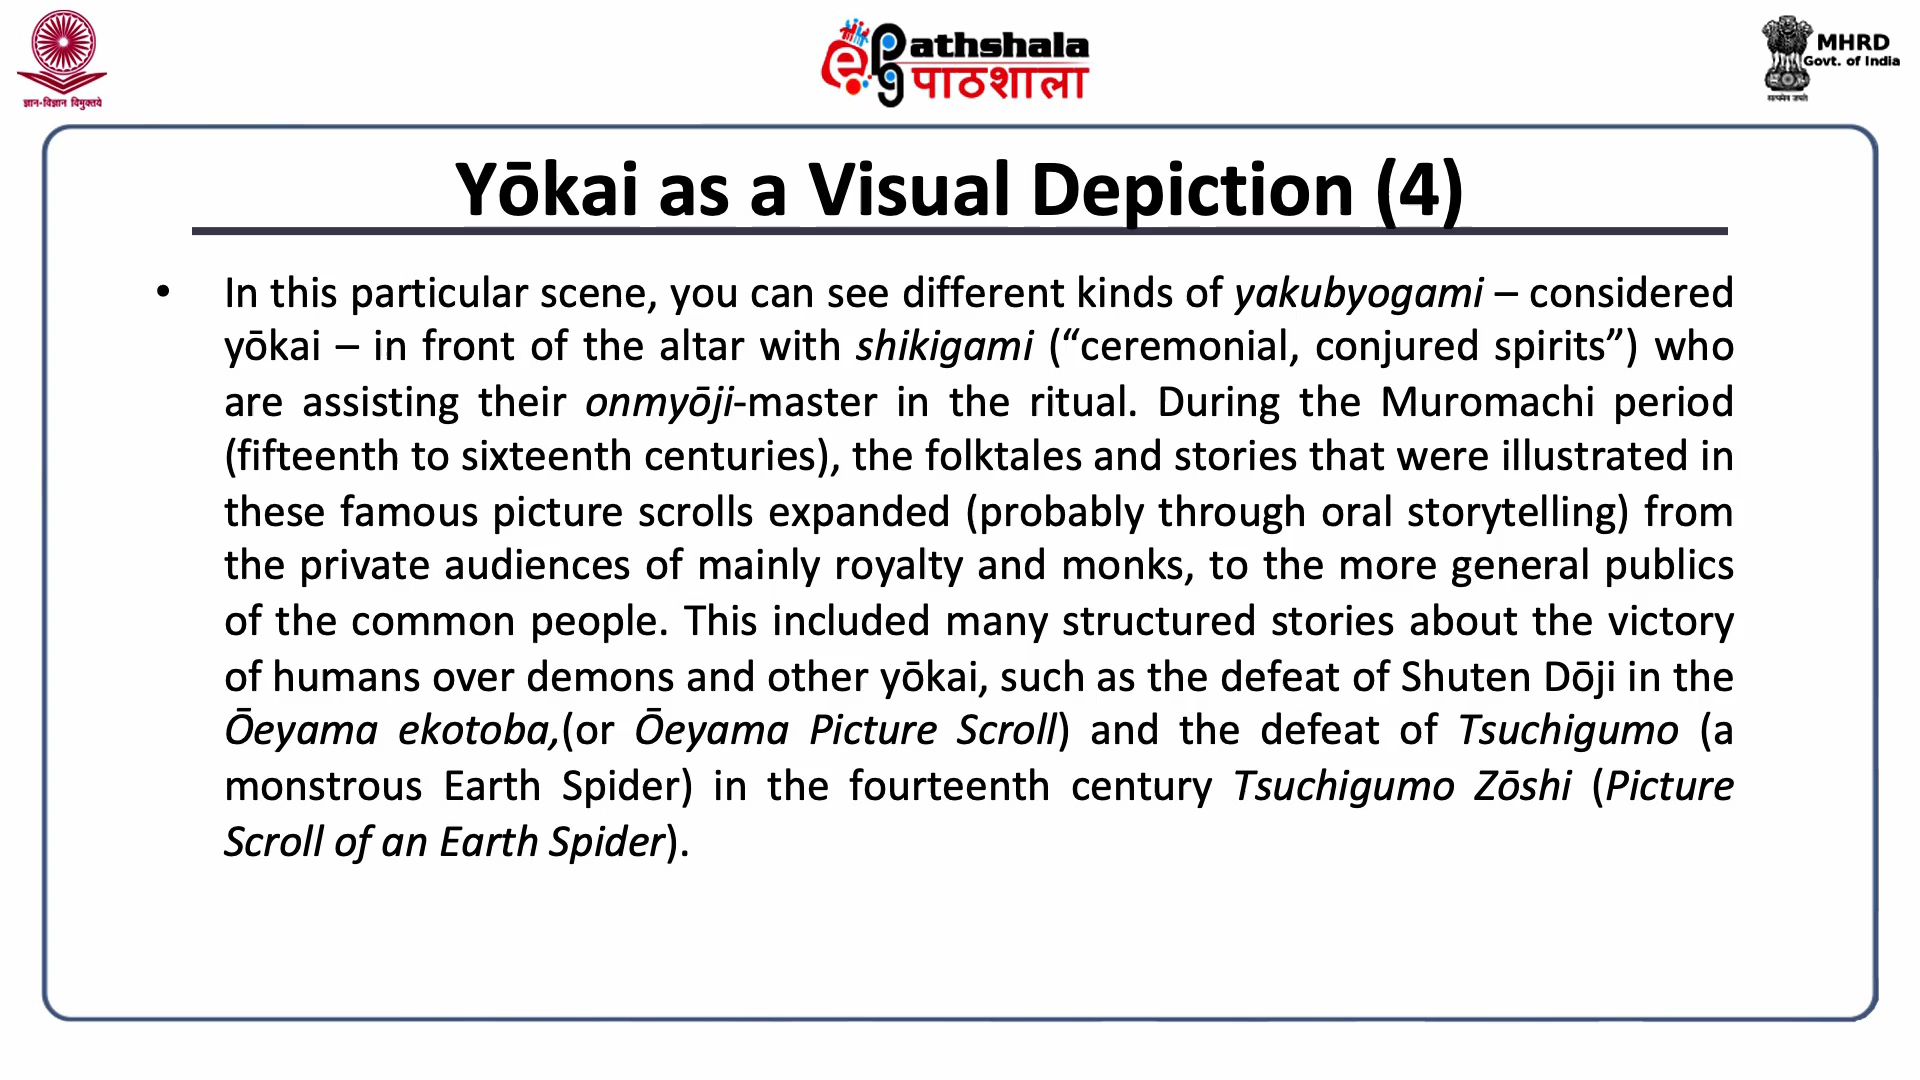 ज्ञान-विज्ञान विमुक्तये
ePG athshala
पाठशाला
MHRD
Govt. of India
सत्यमेव जयते
Yōkai as a Visual Depiction (4)
• In this particular scene, you can see different kinds of yakubyogami – considered
yōkai – in front of the altar with shikigami (“ceremonial, conjured spirits”) who
are assisting their onmyōji-master in the ritual. During the Muromachi period
(fifteenth to sixteenth centuries), the folktales and stories that were illustrated in
these famous picture scrolls expanded (probably through oral storytelling) from
the private audiences of mainly royalty and monks, to the more general publics
of the common people. This included many structured stories about the victory
of humans over demons and other yōkai, such as the defeat of Shuten Dōji in the
Ōeyama ekotoba,(or Ōeyama Picture Scroll) and the defeat of Tsuchigumo (a
monstrous Earth Spider) in the fourteenth century Tsuchigumo Zōshi (Picture
Scroll of an Earth Spider).